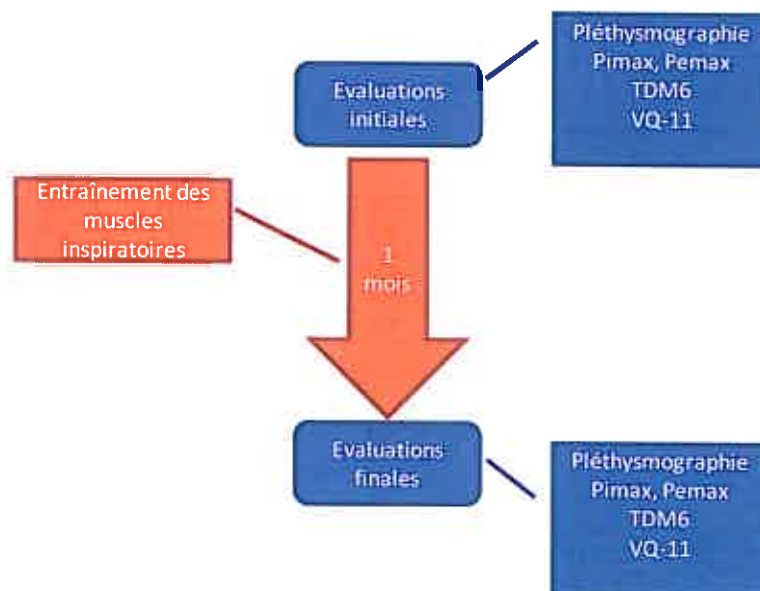 Pléthysmographie
Pimax, Pemax
TDM6
VQ-11
Evaluations
initiales
Entraînement des
muscles
inspiratoires
1
mois
Evaluations
finales
Pléthysmographie
Pimax, Pemax
TDM6
VQ-11